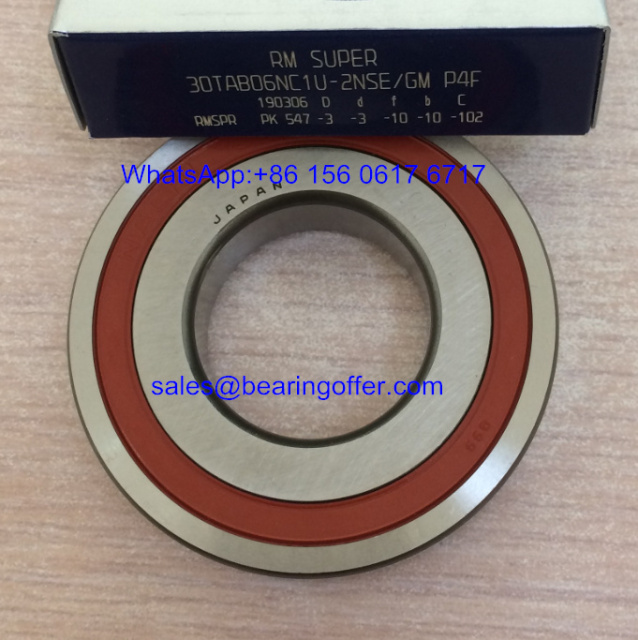 RM SUPER
30TAB06NC1U-2NSE/GM P4F
190306 D d f b C
RMSPR PK 547 -3 -3 -10 -10 -102
WhatsApp:+86 156 0617 6717
JAPAN
sales@bearingoffer.com